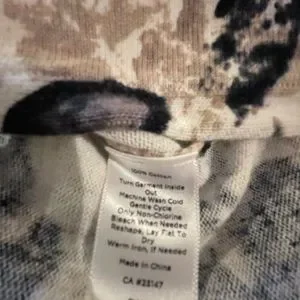 100% Cotton
Turn Garment Inside
Out
Machine Wash Cold
Gentle Cycle
Only Non-Chlorine
Bleach When Needed
Reshape, Lay Flat To
Dry
Warm Iron, If Needed
Made in China
CA #23147